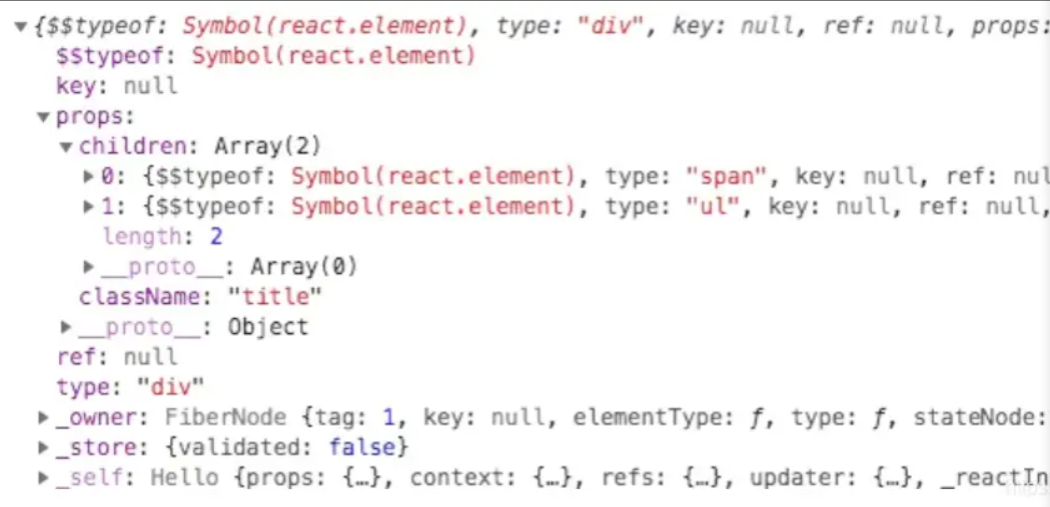 ▼{$$typeof: Symbol(react.element), type: "div", key: null, ref: null, props:
$$typeof: Symbol(react.element)
key: null
▼props:
▼children: Array(2)
▶0: {$$typeof: Symbol(react.element), type: "span", key: null, ref: nul
▶1: {$$typeof: Symbol(react.element), type: "ul", key: null, ref: null,
length: 2
▶__proto__: Array(0)
className: "title"
▶__proto__: Object
ref: null
type: "div"
▶_owner: FiberNode {tag: 1, key: null, elementType: ƒ, type: ƒ, stateNode:
▶_store: {validated: false}
▶_self: Hello {props: {…}, context: {…}, refs: {…}, updater: {…}, _reactIn